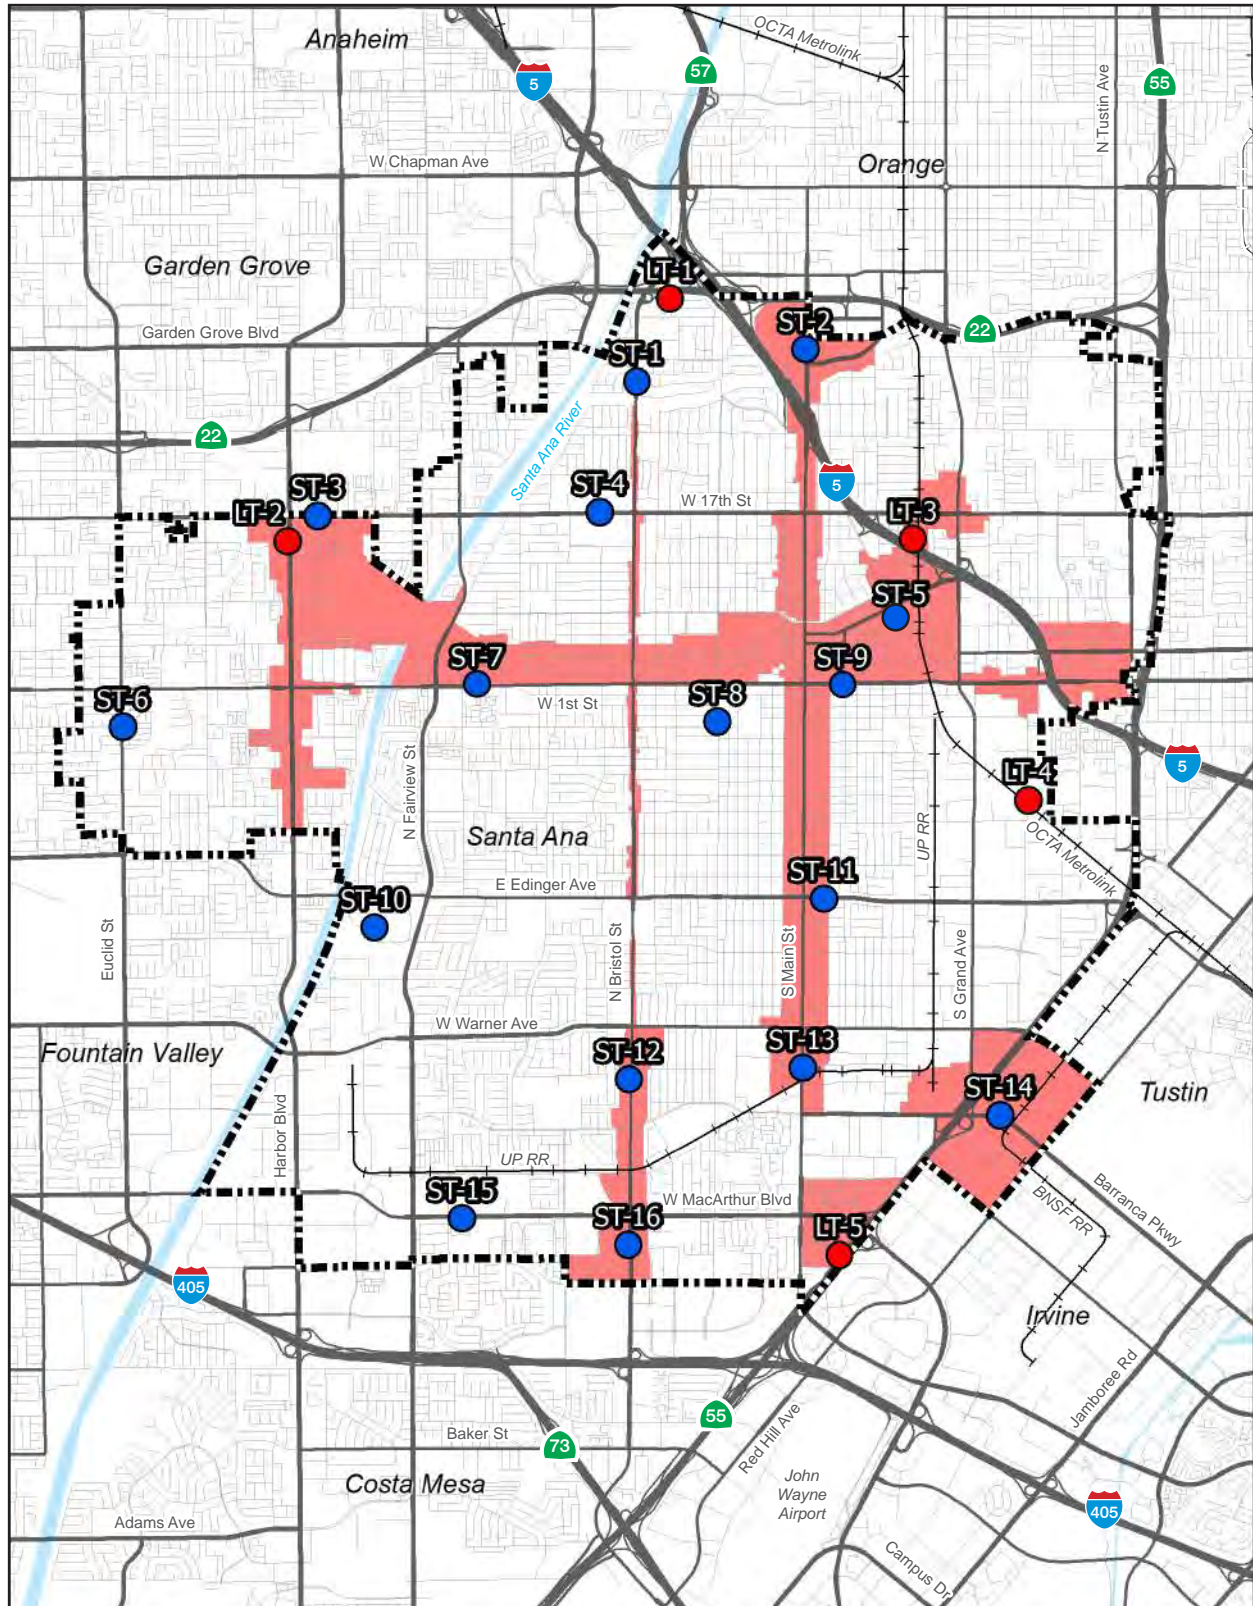 Anaheim
OCTA Metrolink
5
57
55
N Tustin Ave
W Chapman Ave
Orange
Garden Grove
LT-1
Garden Grove Blvd
ST-2
22
ST-1
22
Santa Ana River
5
ST-3
ST-4
W 17th St
LT-2
LT-3
ST-5
ST-7
ST-9
W 1st St
ST-6
ST-8
N Fairview St
5
LT-4
Santa Ana
UP RR
OCTA Metrolink
E Edinger Ave
ST-11
ST-10
Euclid St
N Bristol St
S Main St
S Grand Ave
W Warner Ave
Fountain Valley
ST-12
ST-13
ST-14
Tustin
Harbor Blvd
UP RR
ST-15
W MacArthur Blvd
ST-16
LT-5
BNSF RR
Barranca Pkwy
405
Irvine
Jamboree Rd
55
Red Hill Ave
Baker St
73
Costa Mesa
John
Wayne
Airport
405
Adams Ave
Campus Dr